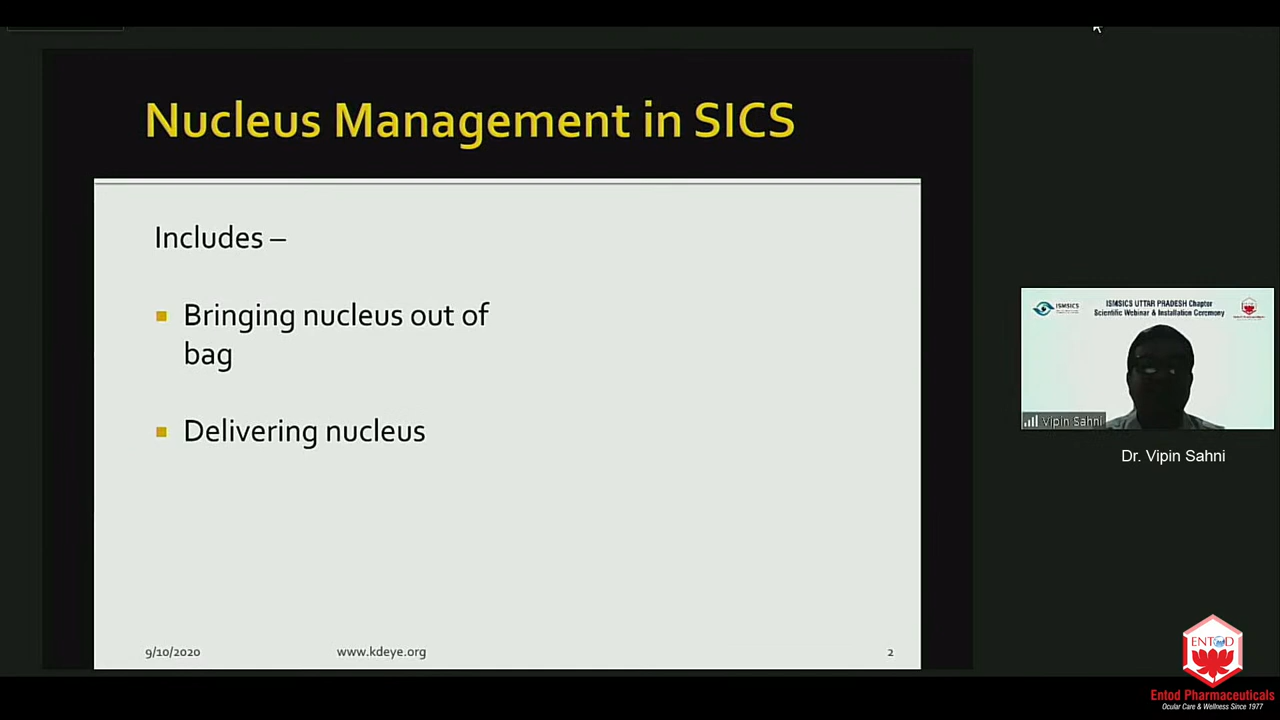 Nucleus Management in SICS
Includes –
Bringing nucleus out of
bag
Delivering nucleus
9/10/2020
www.kdeye.org
2
ISMSICS
ISMSICS UTTAR PRADESH Chapter
Scientific Webinar & Installation Ceremony
Vipin Sahni
Dr. Vipin Sahni
ENTOD
Entod Pharmaceuticals
Ocular Care & Wellness Since 1977